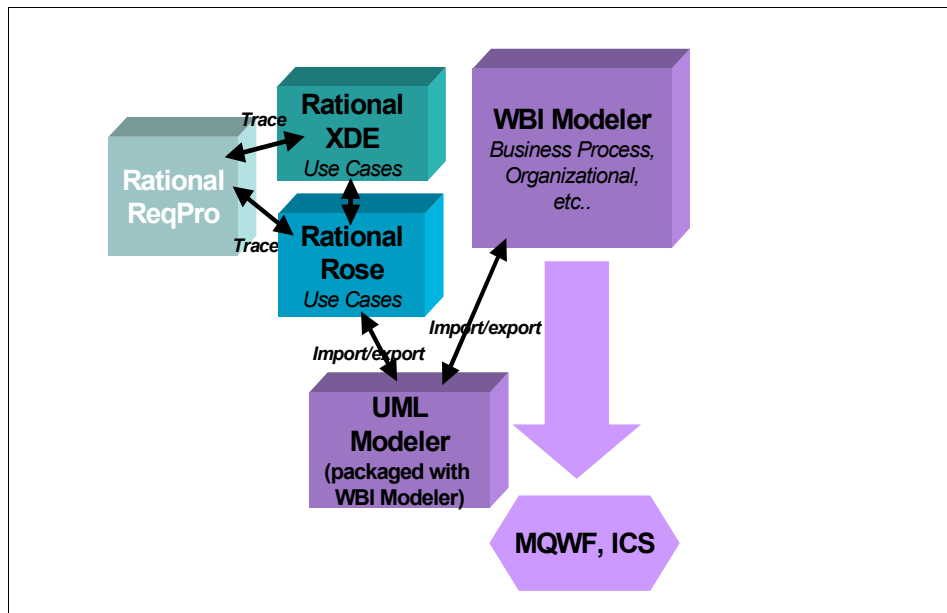 Trace
Rational
XDE
Use Cases
Rational
ReqPro
Trace
Rational
Rose
Use Cases
WBI Modeler
Business Process,
Organizational,
etc..
Import/export
Import/export
UML
Modeler
(packaged with
WBI Modeler)
MQWF, ICS